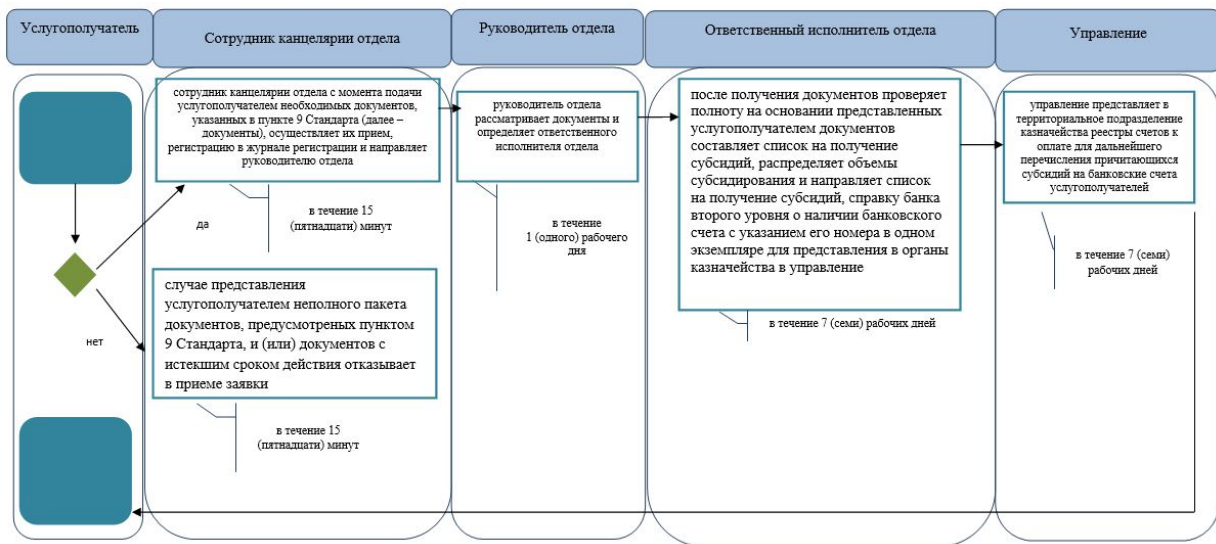 Услугополучатель
Сотрудник канцелярии отдела
Руководитель отдела
Ответственный исполнитель отдела
Управление
сотрудник канцелярии отдела с момента подачи
услугополучателем необходимых документов,
указанных в пункте 9 Стандарта (далее –
документы), осуществляет их прием,
регистрацию в журнале регистрации и направляет
руководителю отдела
в течение 15
(пятнадцати) минут
да
руководитель отдела
рассматривает документы и
определяет ответственного
исполнителя отдела
в течение
1 (одного) рабочего
дня
после получения документов проверяет
полноту на основании представленных
услугополучателем документов
составляет список на получение
субсидий, распределяет объемы
субсидирования и направляет список
на получение субсидий, справку банка
второго уровня о наличии банковского
счета с указанием его номера в одном
экземпляре для представления в органы
казначейства в управление
в течение 7 (семи) рабочих дней
управление представляет в
территориальное подразделение
казначейства реестры счетов к
оплате для дальнейшего
перечисления причитающихся
субсидий на банковские счета
услугополучателей
в течение 7 (семи)
рабочих дней
нет
случае представления
услугополучателем неполного пакета
документов, предусмотреных пунктом
9 Стандарта, и (или) документов с
истекшим сроком действия отказывает
в приеме заявки
в течение 15
(пятнадцати) минут